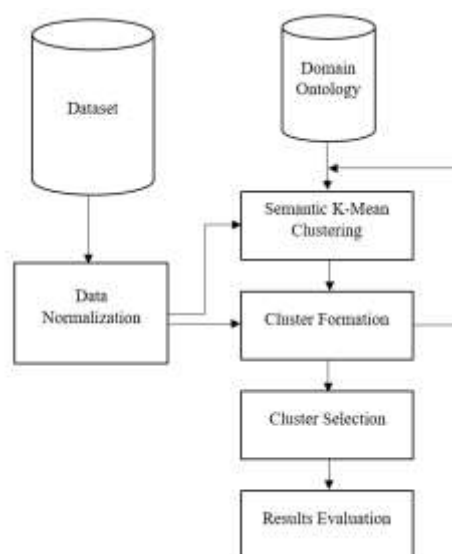 Dataset
Domain
Ontology
Semantic K-Mean
Clustering
Data
Normalization
Cluster Formation
Cluster Selection
Results Evaluation